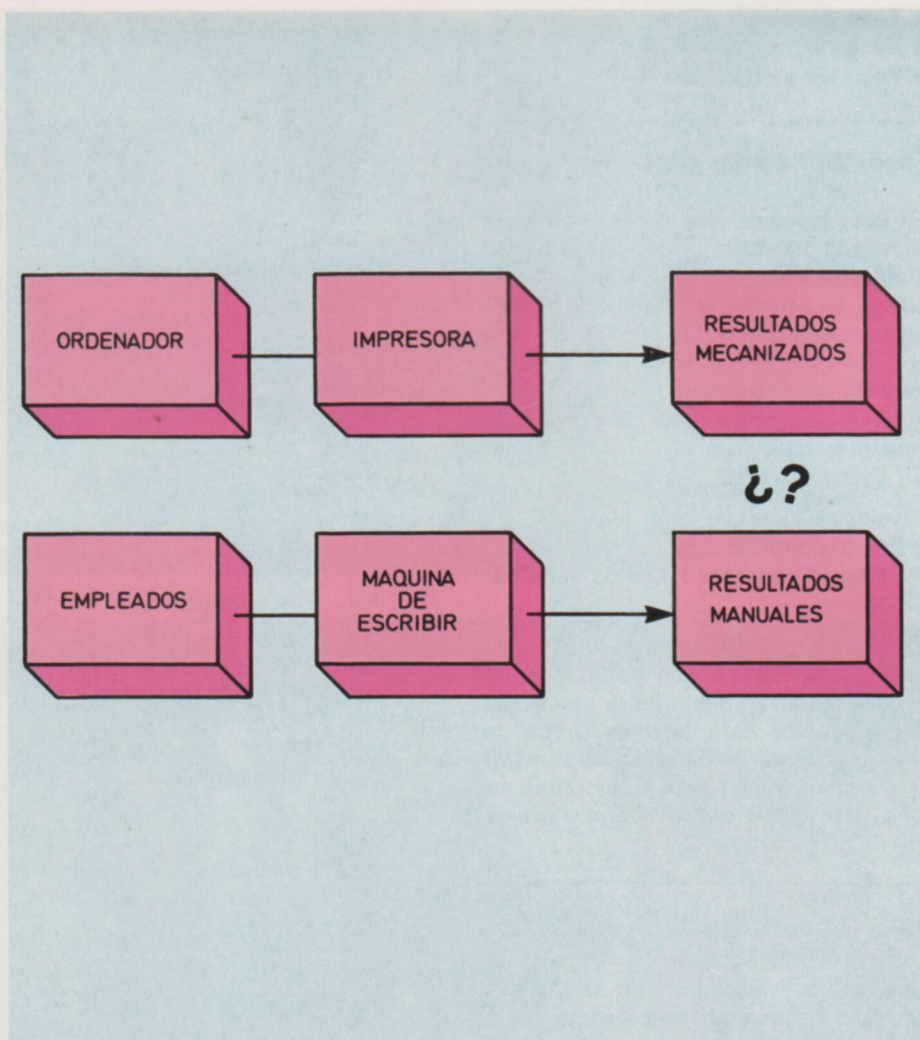 ORDENADOR
IMPRESORA
RESULTADOS
MECANIZADOS
¿?
EMPLEADOS
MAQUINA
DE
ESCRIBIR
RESULTADOS
MANUALES